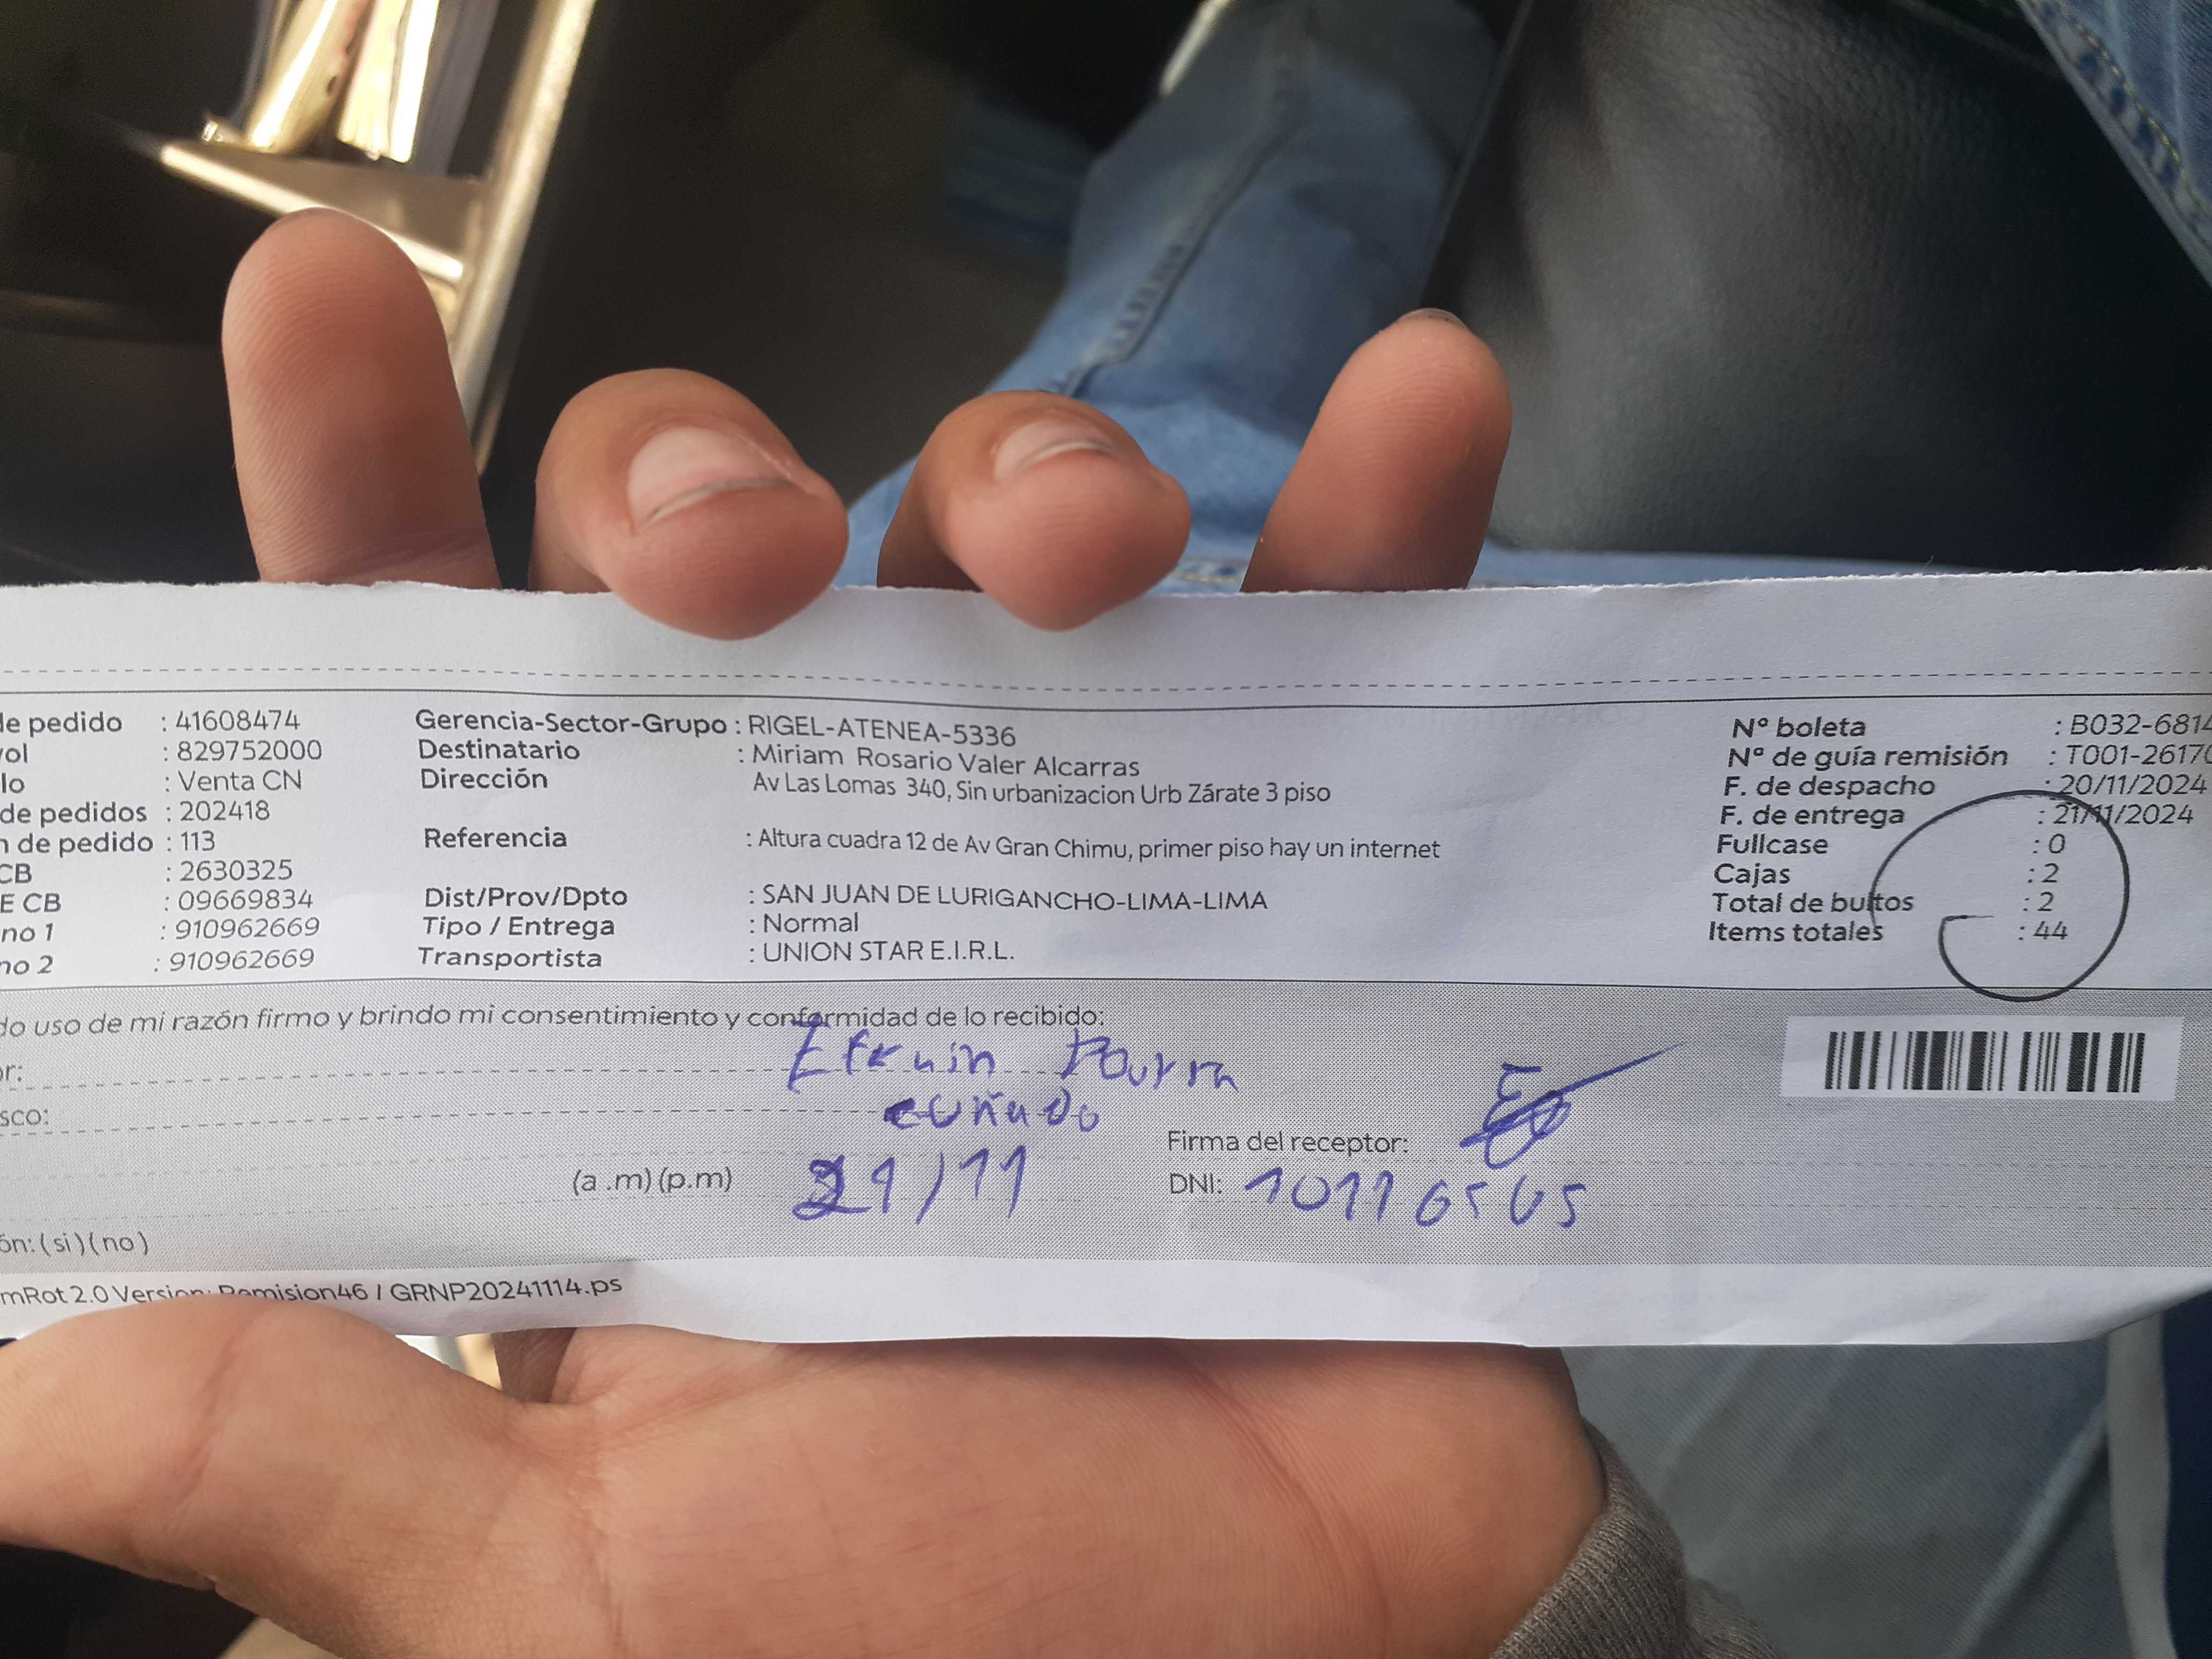 de pedido : 41608474 Gerencia-Sector-Grupo : RIGEL-ATENEA-5336 Nº boleta : B032-6814
rol : 829752000 Destinatario : Miriam Rosario Valer Alcarras Nº de guía remisión : T001-26170
lo : Venta CN Dirección Av Las Lomas 340, Sin urbanizacion Urb Zárate 3 piso F. de despacho : 20/11/2024
de pedidos : 202418 F. de entrega : 21/11/2024
n de pedido : 113 Referencia : Altura cuadra 12 de Av Gran Chimu, primer piso hay un internet Fullcase : 0
CB : 2630325 Cajas : 2
E CB : 09669834 Dist/Prov/Dpto : SAN JUAN DE LURIGANCHO-LIMA-LIMA Total de bultos : 2
no 1 : 910962669 Tipo / Entrega : Normal Items totales : 44
no 2 : 910962669 Transportista : UNION STAR E.I.R.L.
do uso de mi razón firmo y brindo mi consentimiento y conformidad de lo recibido:
or:
sco: cuñado
Firma del receptor:
(a .m) (p.m) 21/11 DNI:
ón: (si) (no)
mRot 2.0 Version: Remision46 / GRNP20241114.ps